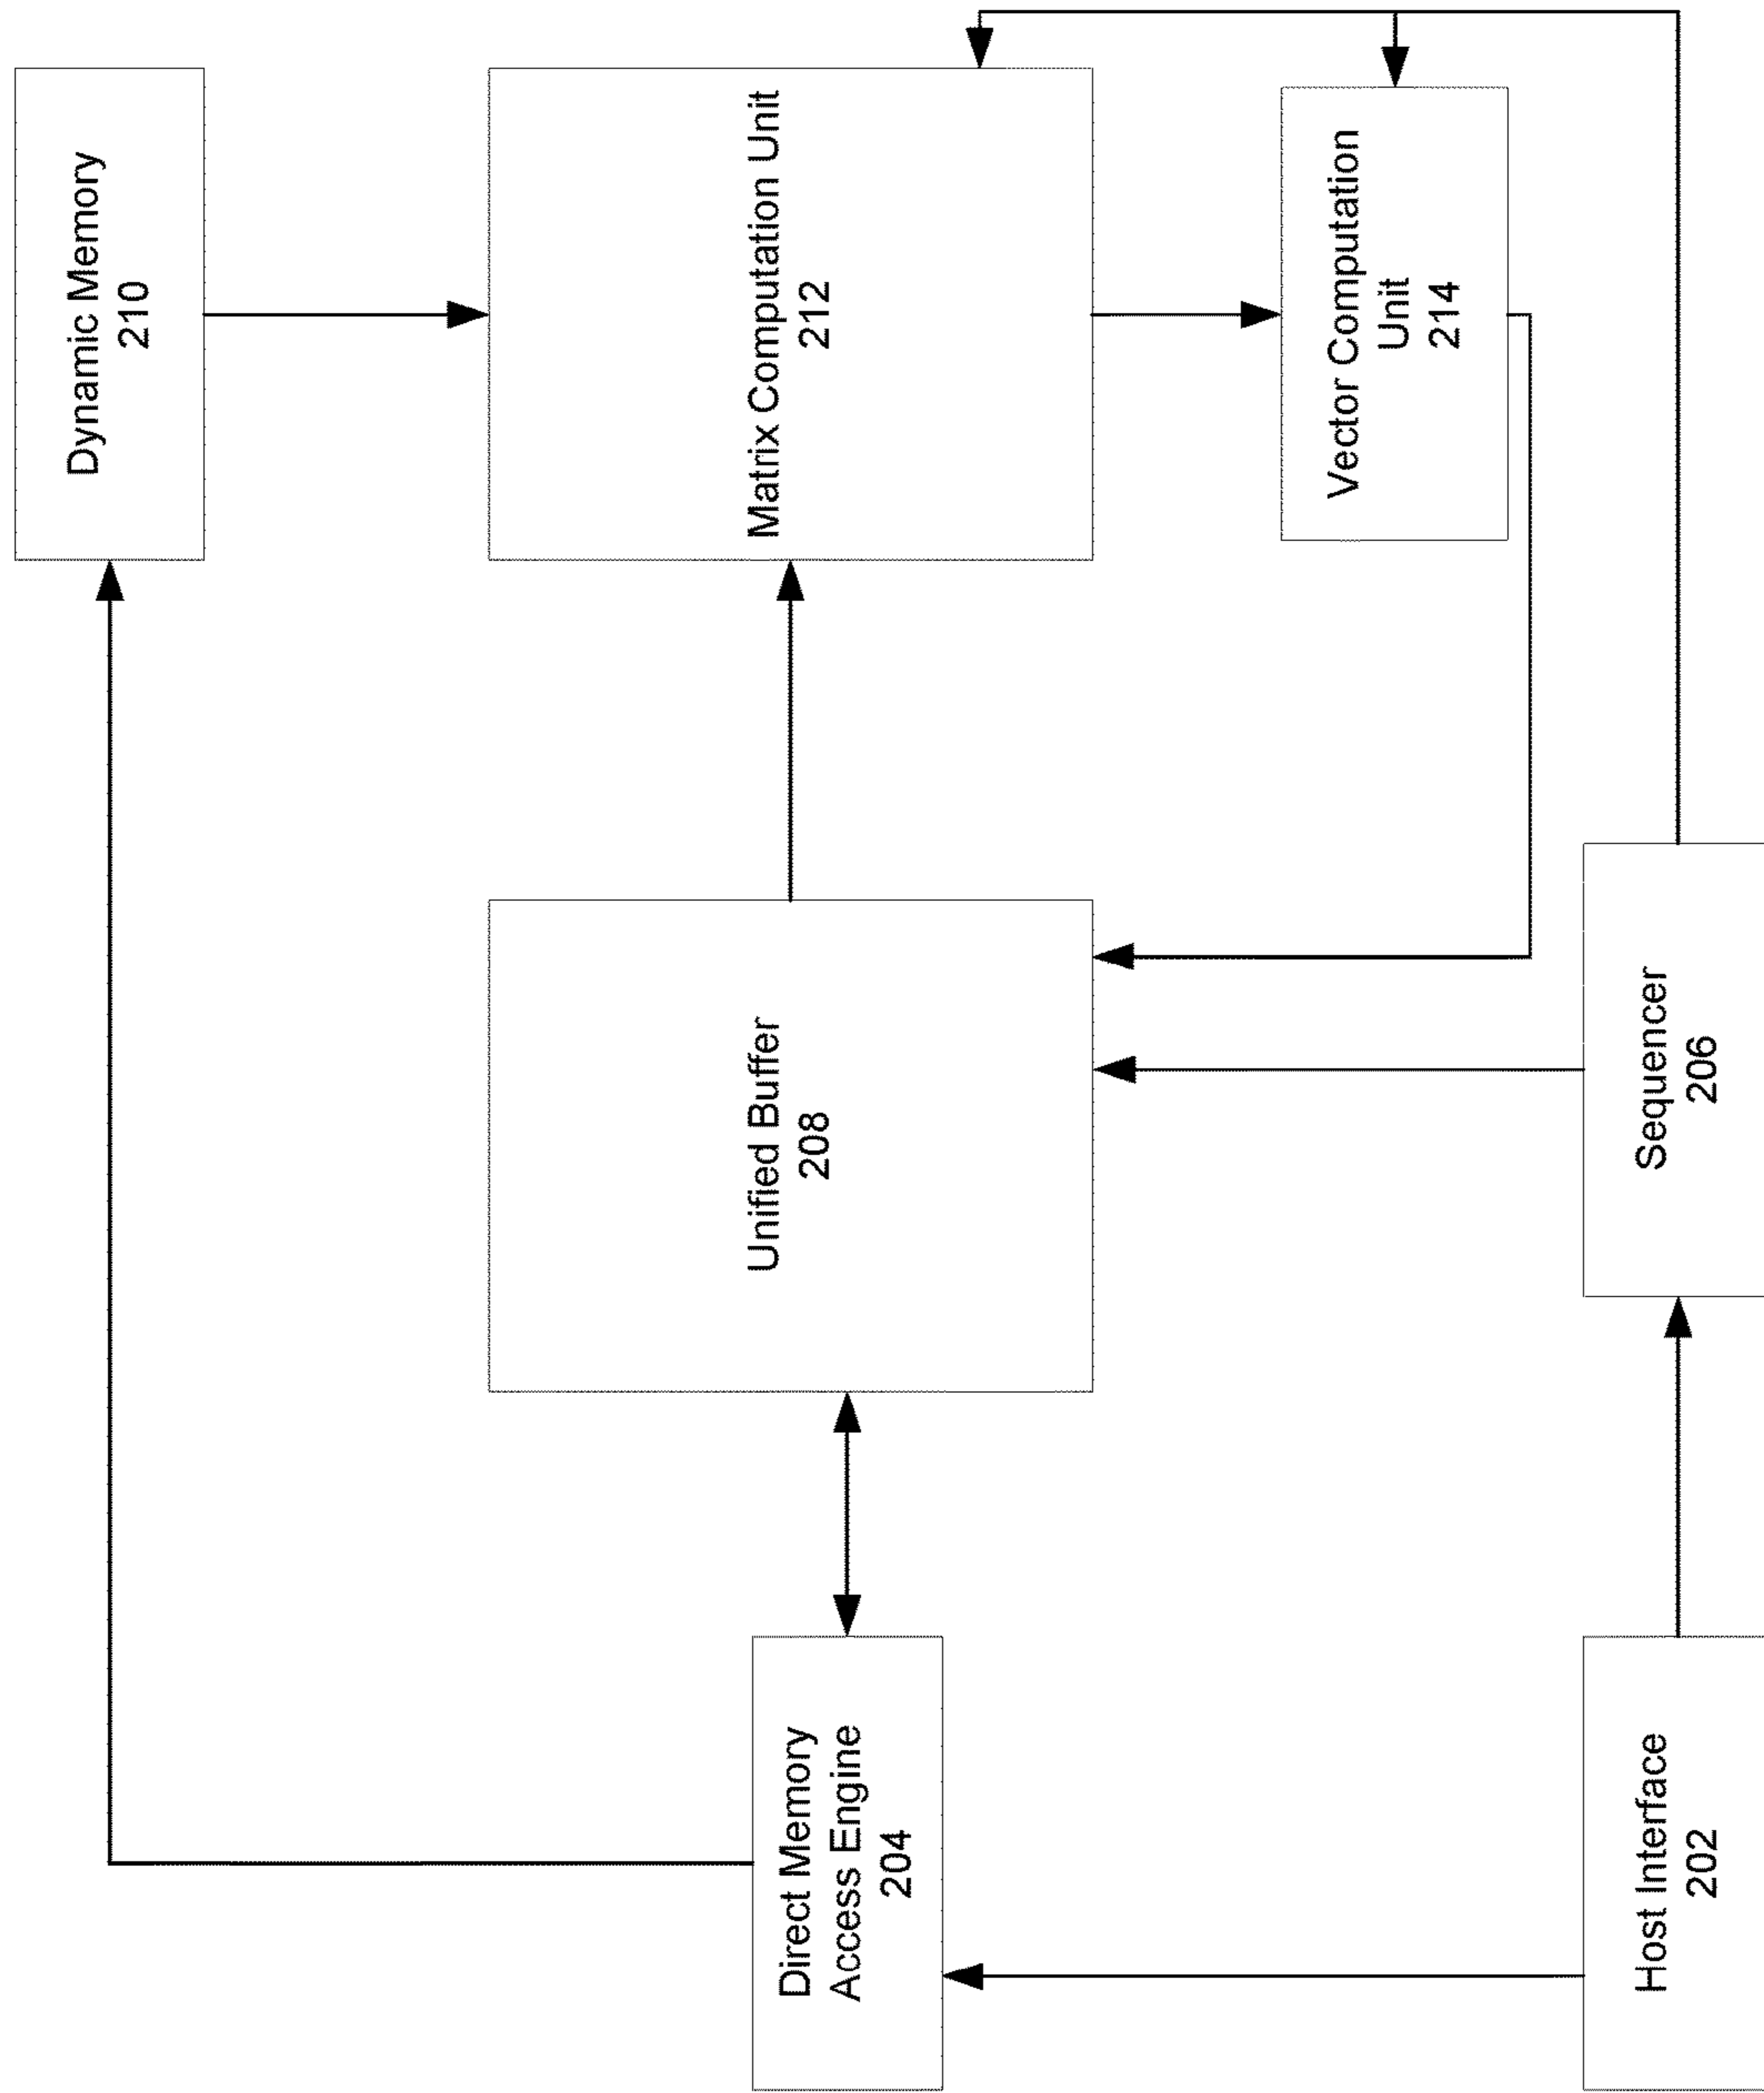 Dynamic Memory
210
Matrix Computation Unit
212
Vector Computation
Unit
214
Unified Buffer
208
Sequencer
206
Direct Memory
Access Engine
204
Host Interface
202